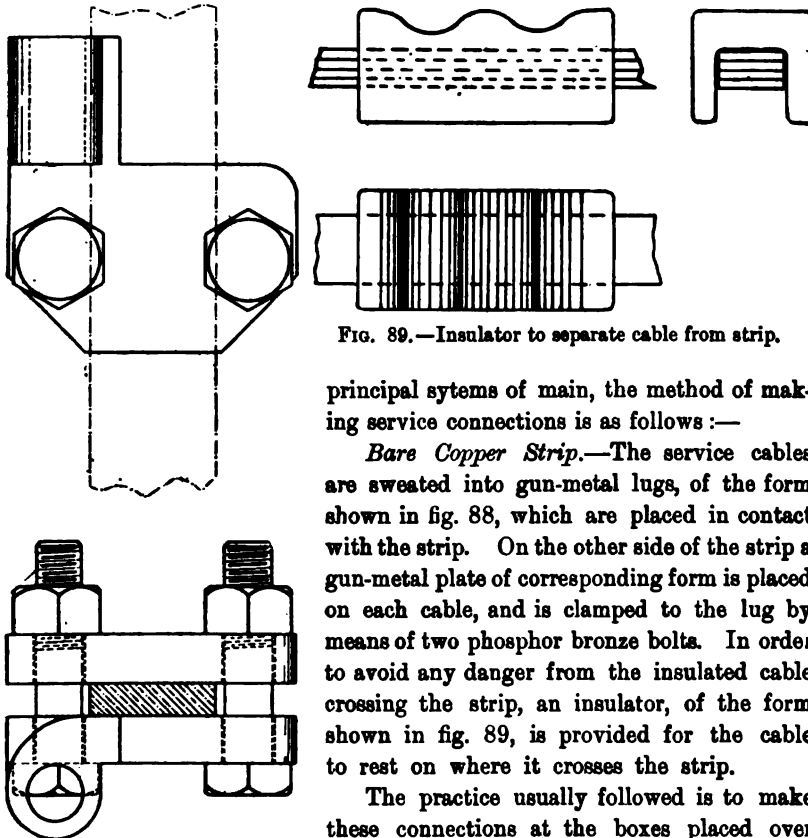 FIG. 89.—Insulator to separate cable from strip.
principal sytems of main, the method of mak-
ing service connections is as follows :—
Bare Copper Strip.—The service cables
are sweated into gun-metal lugs, of the form
shown in fig. 88, which are placed in contact
with the strip. On the other side of the strip a
gun-metal plate of corresponding form is placed
on each cable, and is clamped to the lug by
means of two phosphor bronze bolts. In order
to avoid any danger from the insulated cable
crossing the strip, an insulator, of the form
shown in fig. 89, is provided for the cable
to rest on where it crosses the strip.
The practice usually followed is to make
these connections at the boxes placed over